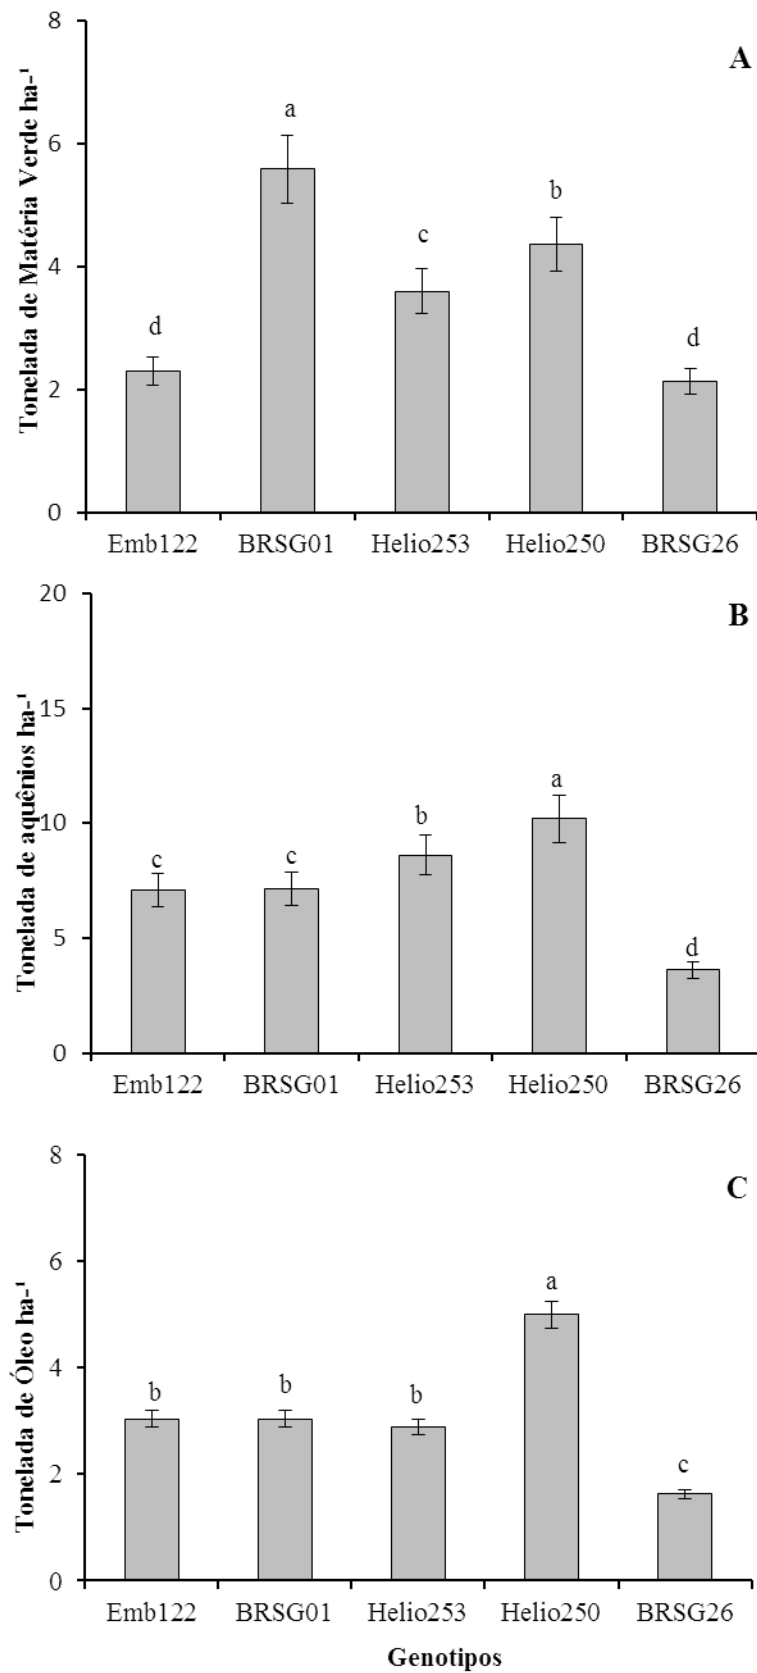 A
Tonelada de Matéria Verde ha-¹
8
6
4
2
0
d
a
c
b
d
Emb122 BRSG01 Helio253 Helio250 BRSG26
B
Tonelada de aquênios ha-¹
20
15
10
5
0
c
c
b
a
d
Emb122 BRSG01 Helio253 Helio250 BRSG26
C
Tonelada de Óleo ha-¹
8
6
4
2
0
b
b
b
a
c
Emb122 BRSG01 Helio253 Helio250 BRSG26
Genotipos